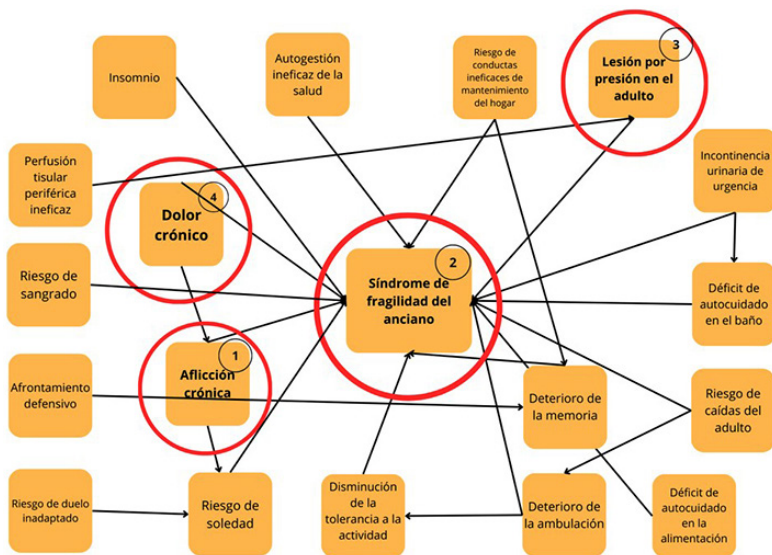 Insomnio
Autogestión
ineficaz de la
salud
Riesgo de
conductas
ineficaces de
mantenimiento
del hogar
3
Lesión por
presión en el
adulto
Perfusión
tisular
periférica
ineficaz
4
Dolor
crónico
Incontinencia
urinaria de
urgencia
Riesgo de
sangrado
2
Síndrome de
fragilidad del
anciano
Déficit de
autocuidado
en el baño
Afrontamiento
defensivo
1
Aflicción
crónica
Deterioro de
la memoria
Riesgo de
caídas del
adulto
Riesgo de duelo
inadaptado
Riesgo de
soledad
Disminución
de la
tolerancia a la
actividad
Deterioro de
la ambulación
Déficit de
autocuidado
en la
alimentación